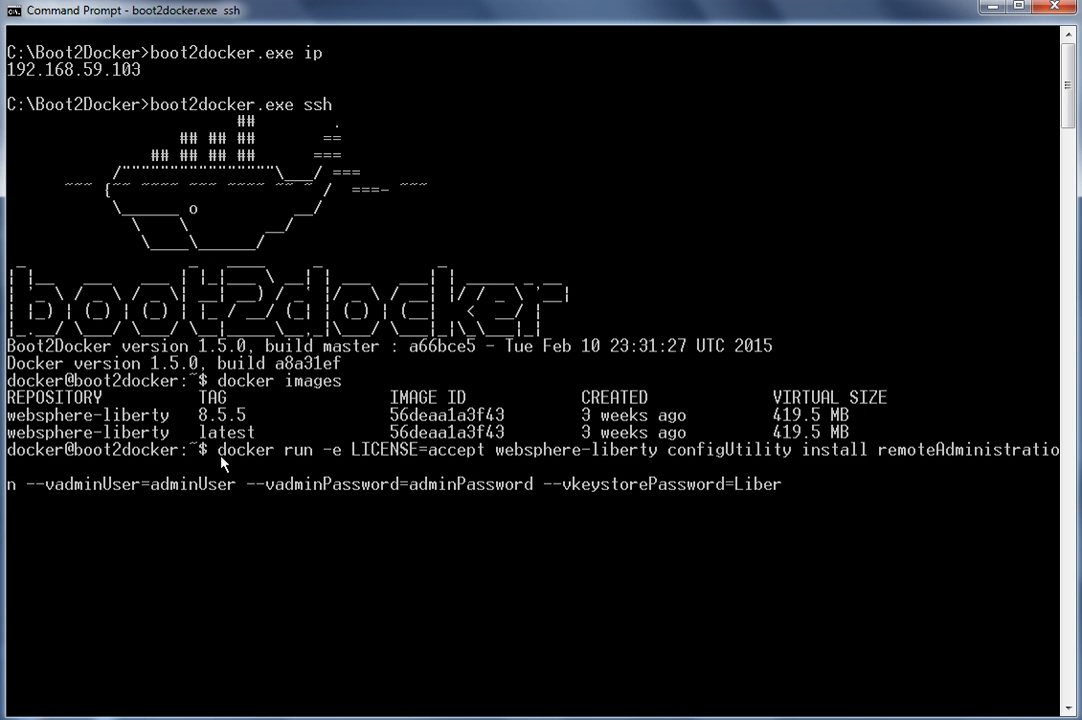 Command Prompt - boot2docker.exe ssh
C:\Boot2Docker>boot2docker.exe ip
192.168.59.103
C:\Boot2Docker>boot2docker.exe ssh
boot2docker
Boot2Docker version 1.5.0, build master : a66bce5 - Tue Feb 10 23:31:27 UTC 2015
Docker version 1.5.0, build a8a31ef
docker@boot2docker:~$ docker images
REPOSITORY TAG IMAGE ID CREATED VIRTUAL SIZE
websphere-liberty 8.5.5 56deaa1a3f43 3 weeks ago 419.5 MB
websphere-liberty latest 56deaa1a3f43 3 weeks ago 419.5 MB
docker@boot2docker:~$ docker run -e LICENSE=accept websphere-liberty configUtility install remoteAdministratio
n --vadminUser=adminUser --vadminPassword=adminPassword --vkeystorePassword=Liber